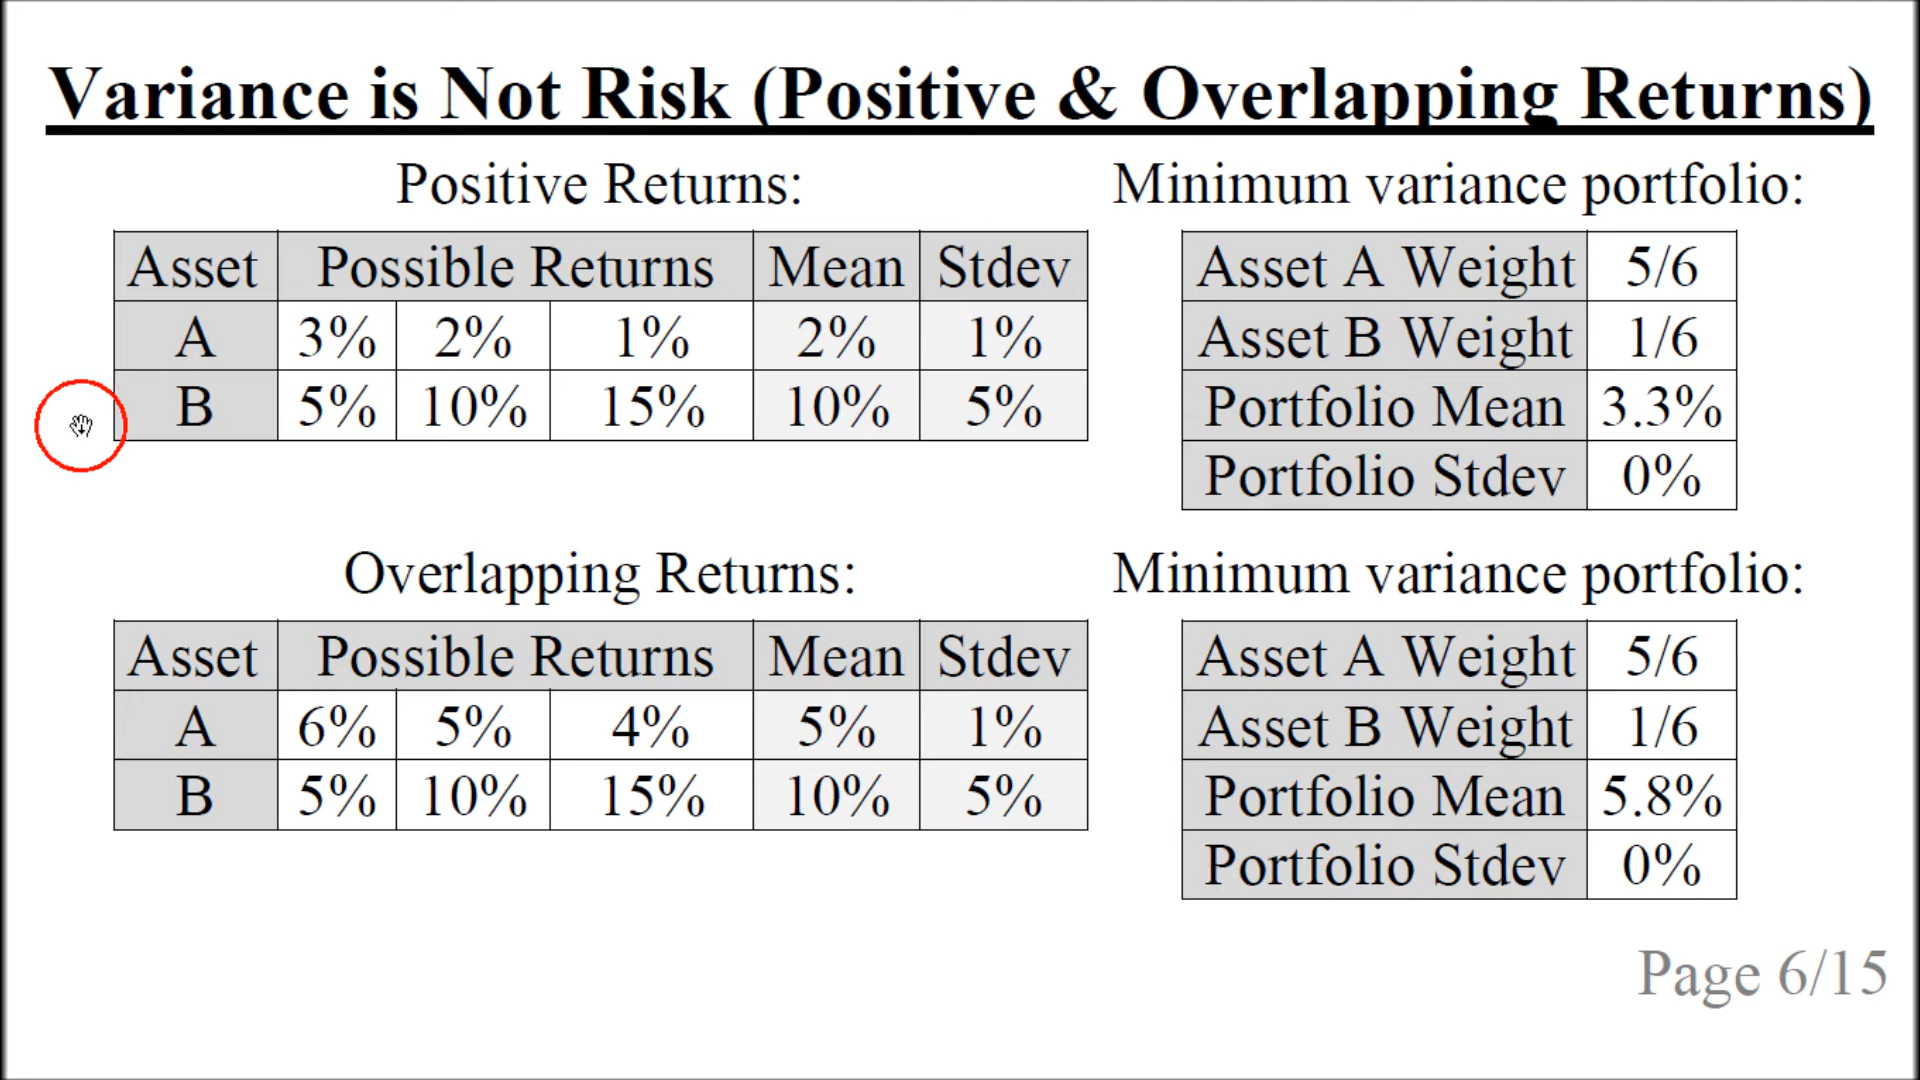 Variance is Not Risk (Positive & Overlapping Returns)
Positive Returns:
Asset Possible Returns Mean Stdev
A 3% 2% 1% 2% 1%
B 5% 10% 15% 10% 5%
Minimum variance portfolio:
Asset A Weight 5/6
Asset B Weight 1/6
Portfolio Mean 3.3%
Portfolio Stdev 0%
Overlapping Returns:
Asset Possible Returns Mean Stdev
A 6% 5% 4% 5% 1%
B 5% 10% 15% 10% 5%
Minimum variance portfolio:
Asset A Weight 5/6
Asset B Weight 1/6
Portfolio Mean 5.8%
Portfolio Stdev 0%
Page 6/15